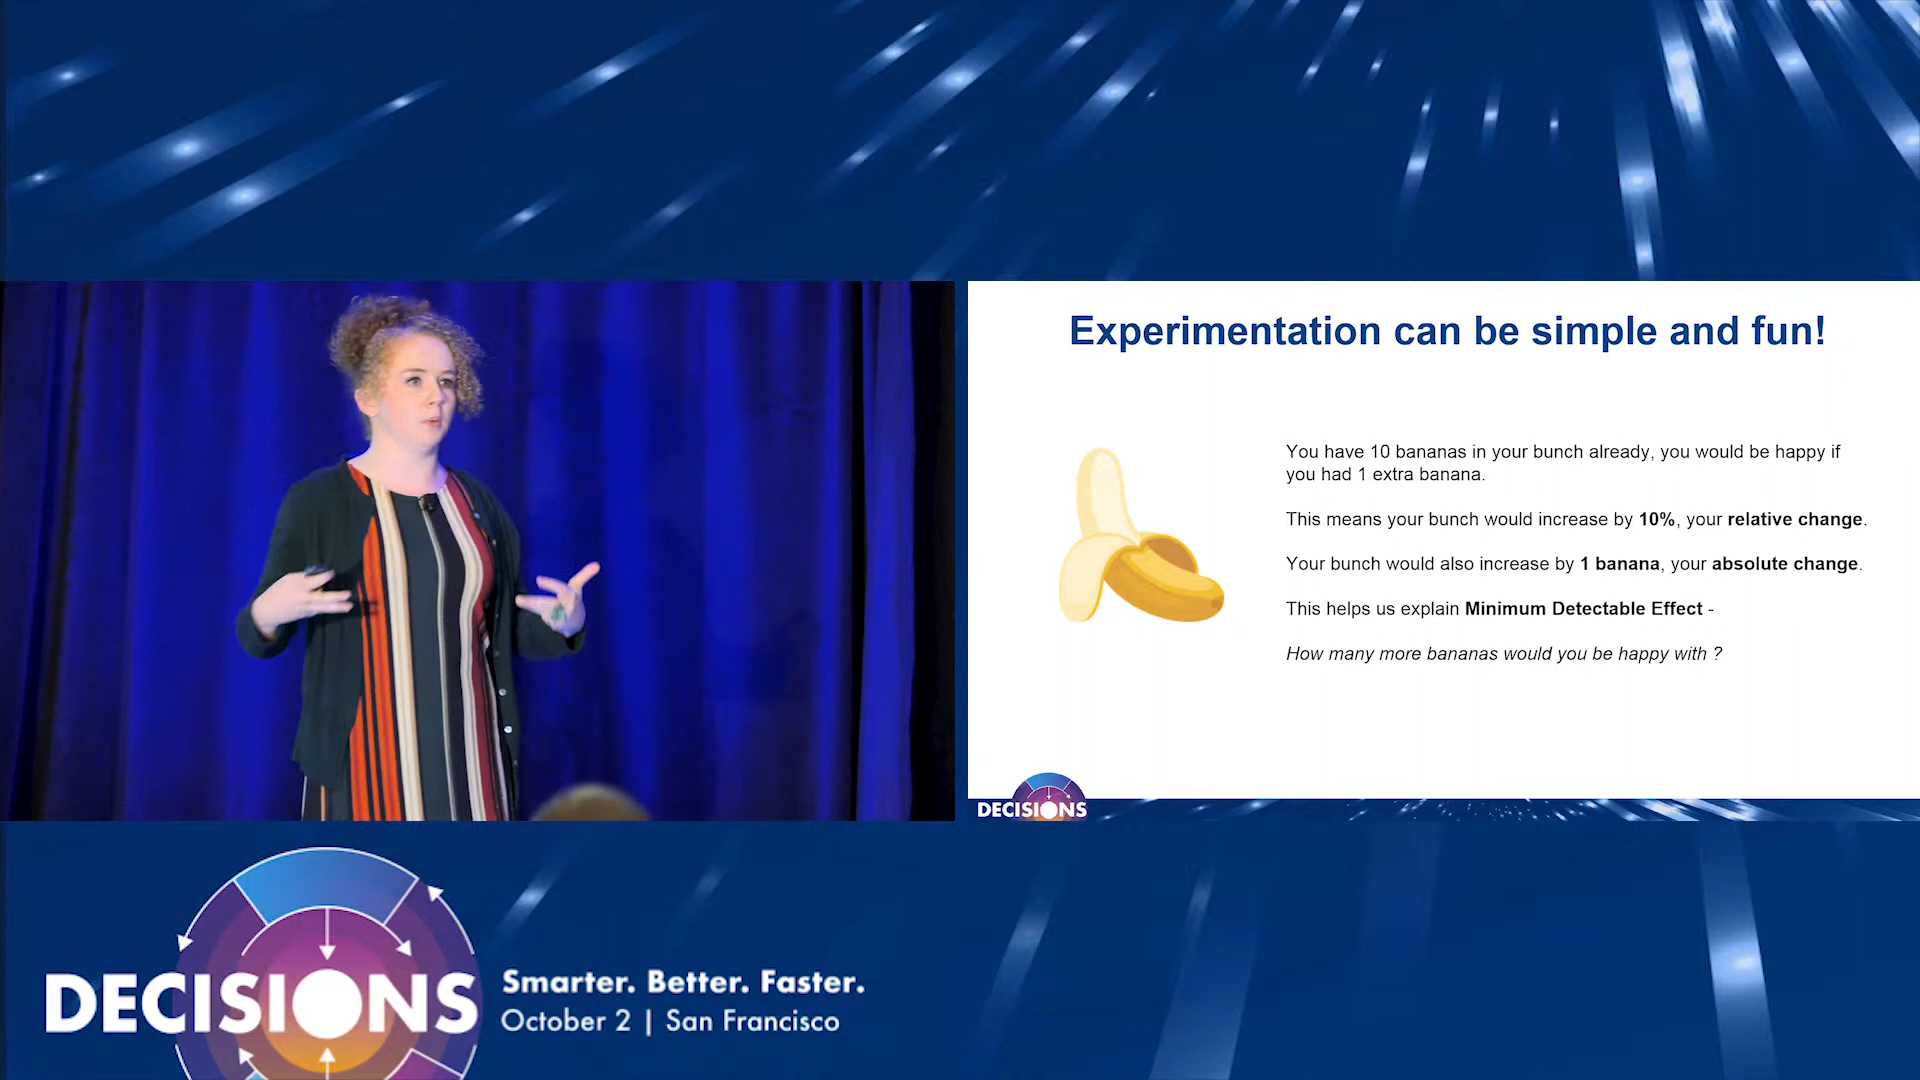 Experimentation can be simple and fun!
You have 10 bananas in your bunch already, you would be happy if
you had 1 extra banana.
This means your bunch would increase by 10%, your relative change.
Your bunch would also increase by 1 banana, your absolute change.
This helps us explain Minimum Detectable Effect -
How many more bananas would you be happy with ?
DECISIONS
DECISIONS
Smarter. Better. Faster.
October 2 | San Francisco